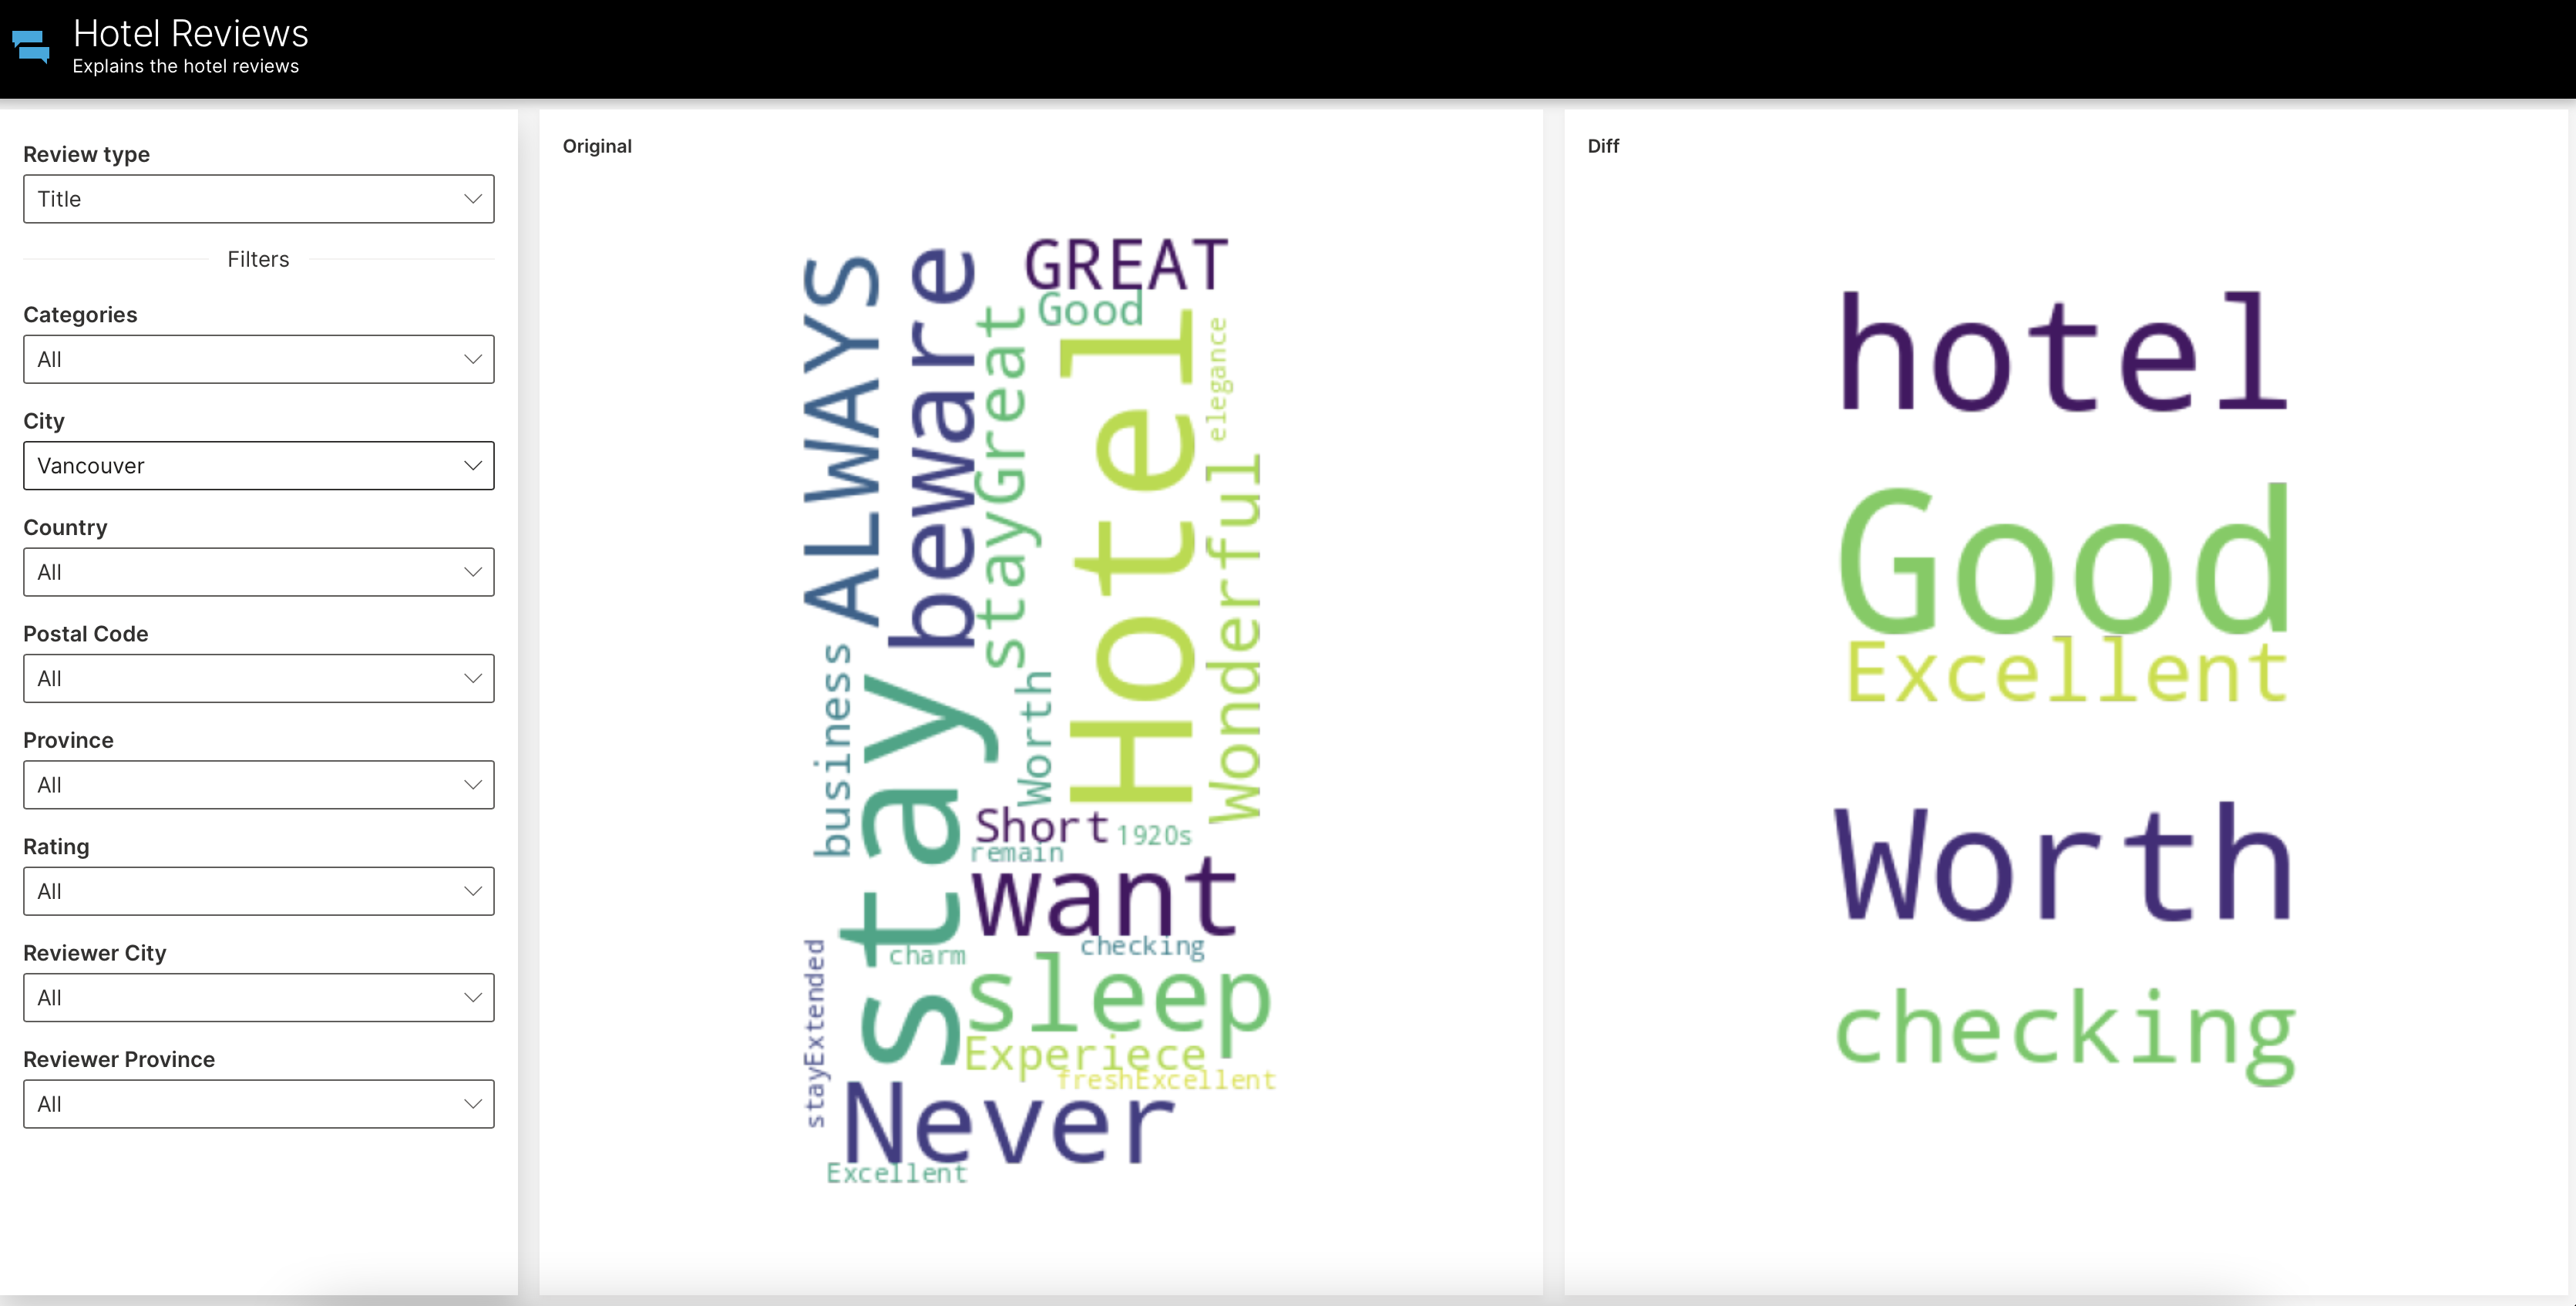 Hotel Reviews
Explains the hotel reviews
Review type
Title
Filters
Categories
All
City
Vancouver
Country
All
Postal Code
All
Province
All
Rating
All
Reviewer City
All
Reviewer Province
All
Original
GREAT
Good
ALWAYS
beware
stayGreat
Hotel
elegance
Wonderful
business
stay
Worth
Short
1920s
remain
want
checking
charm
sleep
stayExtended
Experiece
freshExcellent
Never
Excellent
Diff
hotel
Good
Excellent
Worth
checking